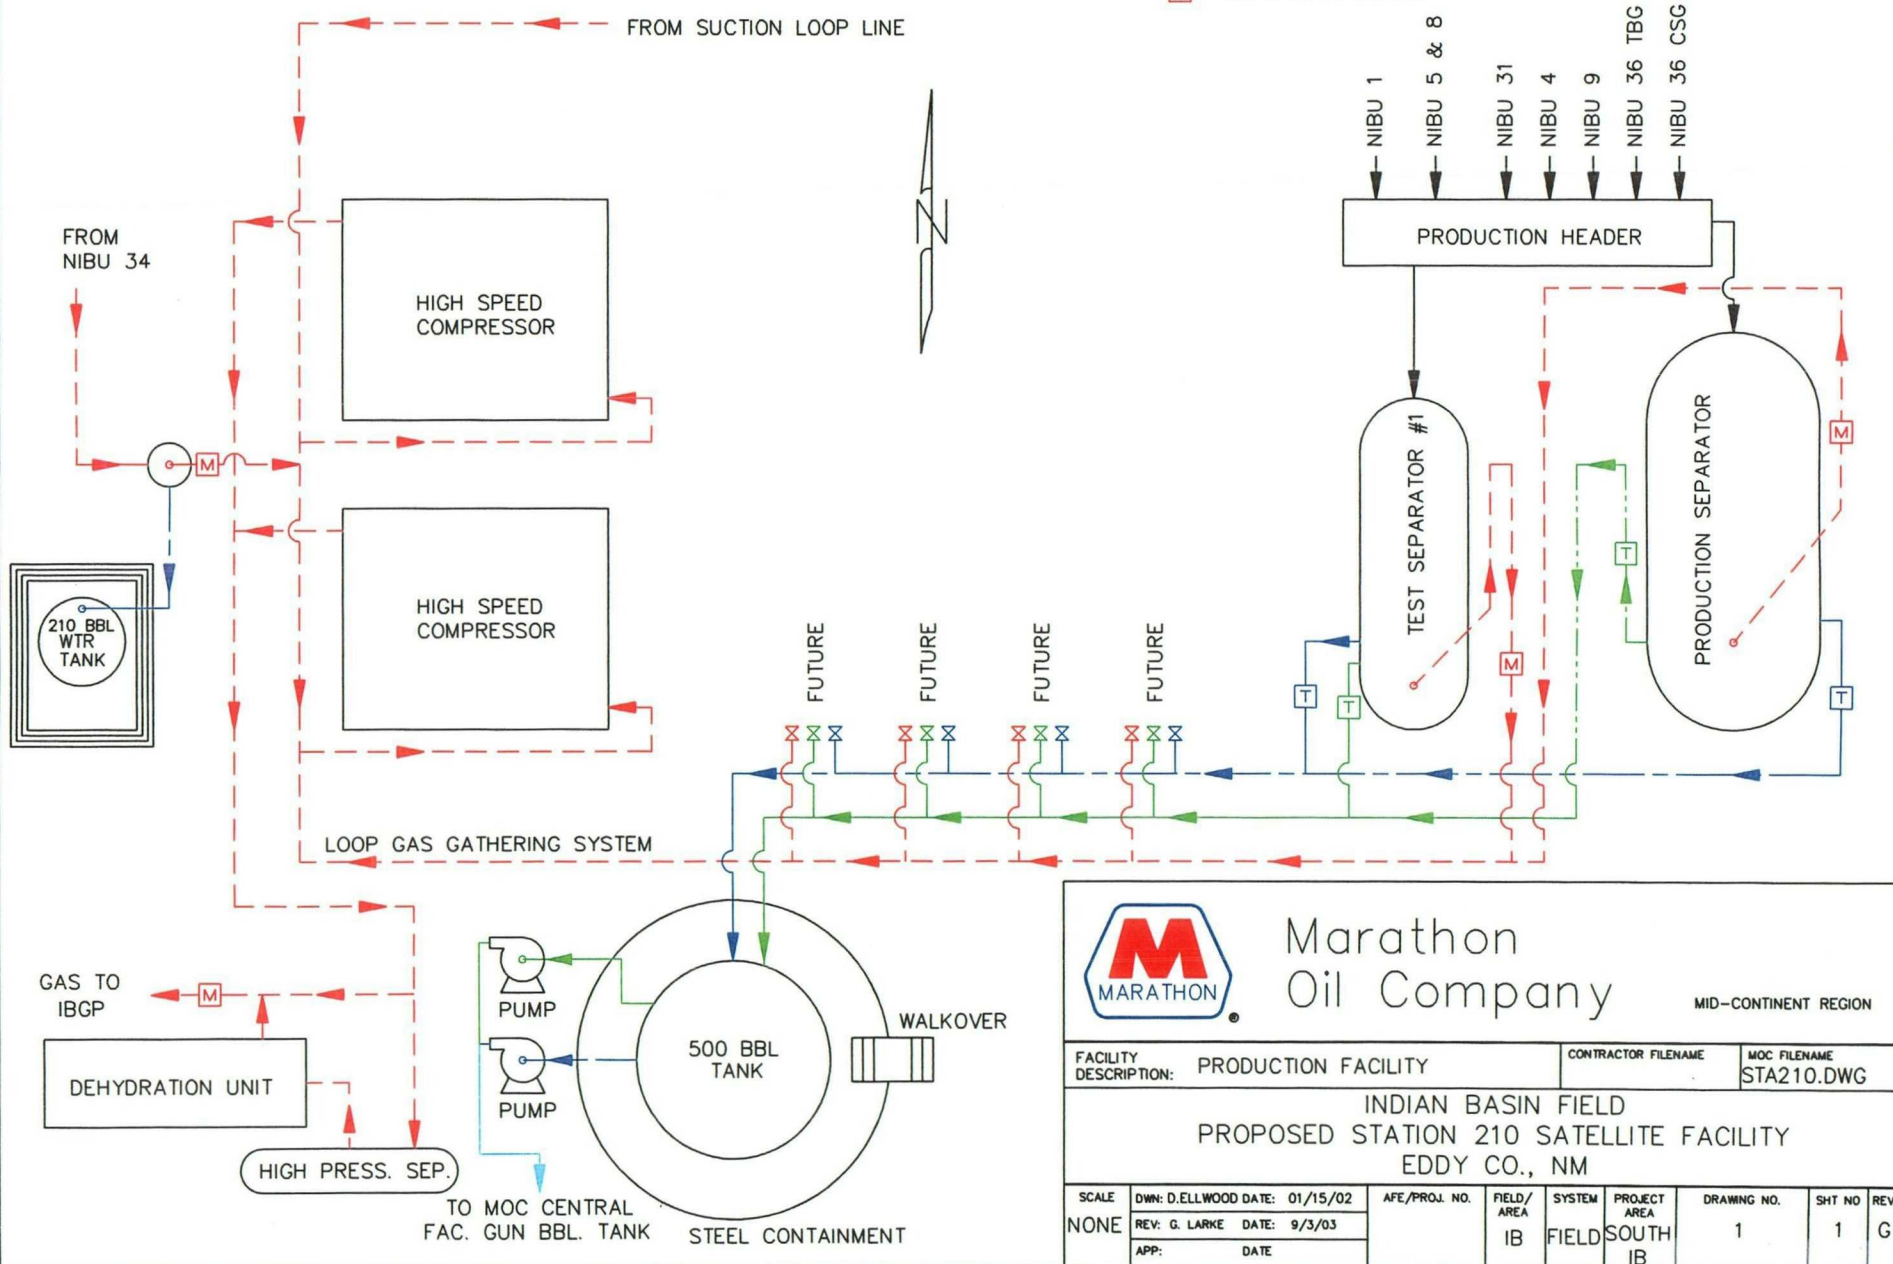 FROM SUCTION LOOP LINE
NIBU 1
NIBU 5 & 8
NIBU 31
NIBU 4
NIBU 9
NIBU 36 TBG
NIBU 36 CSG
PRODUCTION HEADER
N
FROM
NIBU 34
HIGH SPEED
COMPRESSOR
M
M
TEST SEPARATOR #1
PRODUCTION SEPARATOR
T
HIGH SPEED
COMPRESSOR
210 BBL
WTR
TANK
FUTURE
FUTURE
FUTURE
FUTURE
M
T
T
T
LOOP GAS GATHERING SYSTEM
GAS TO
IBGP
M
PUMP
PUMP
500 BBL
TANK
WALKOVER
DEHYDRATION UNIT
HIGH PRESS. SEP.
TO MOC CENTRAL
FAC. GUN BBL. TANK
STEEL CONTAINMENT
M
MARATHON
®
Marathon
Oil Company
MID-CONTINENT REGION
FACILITY
DESCRIPTION:
PRODUCTION FACILITY
CONTRACTOR FILENAME
MOC FILENAME
STA210.DWG
INDIAN BASIN FIELD
PROPOSED STATION 210 SATELLITE FACILITY
EDDY CO., NM
SCALE
NONE
DWN: D.ELLWOOD DATE: 01/15/02
REV: G. LARKE DATE: 9/3/03
APP: DATE
AFE/PROJ. NO.
FIELD/
AREA
IB
SYSTEM
FIELD
PROJECT
AREA
SOUTH
IB
DRAWING NO.
1
SHT NO
1
REV
G